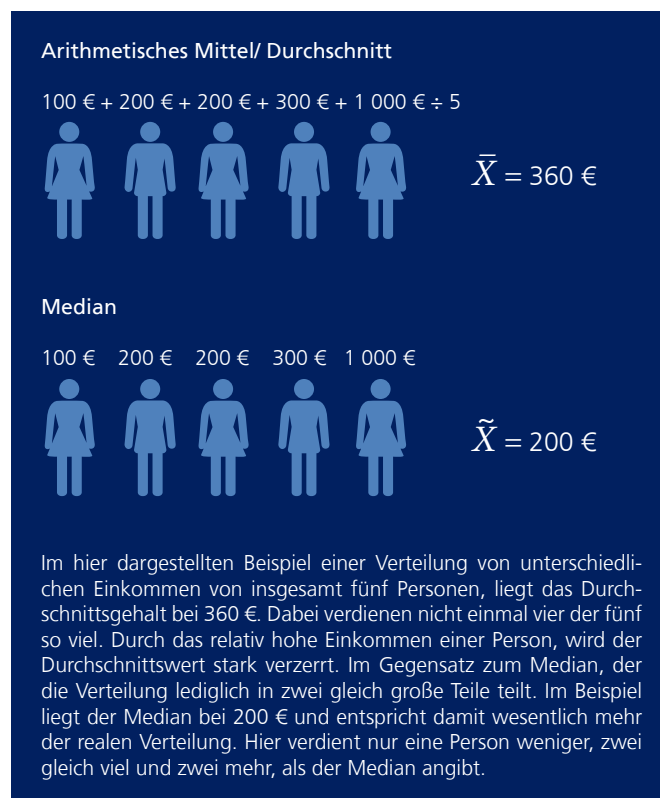 Arithmetisches Mittel/ Durchschnitt
100 € + 200 € + 200 € + 300 € + 1 000 € ÷ 5
X̄ = 360 €
Median
100 € 200 € 200 € 300 € 1 000 €
X̃ = 200 €
Im hier dargestellten Beispiel einer Verteilung von unterschiedli-
chen Einkommen von insgesamt fünf Personen, liegt das Durch-
schnittsgehalt bei 360 €. Dabei verdienen nicht einmal vier der fünf
so viel. Durch das relativ hohe Einkommen einer Person, wird der
Durchschnittswert stark verzerrt. Im Gegensatz zum Median, der
die Verteilung lediglich in zwei gleich große Teile teilt. Im Beispiel
liegt der Median bei 200 € und entspricht damit wesentlich mehr
der realen Verteilung. Hier verdient nur eine Person weniger, zwei
gleich viel und zwei mehr, als der Median angibt.